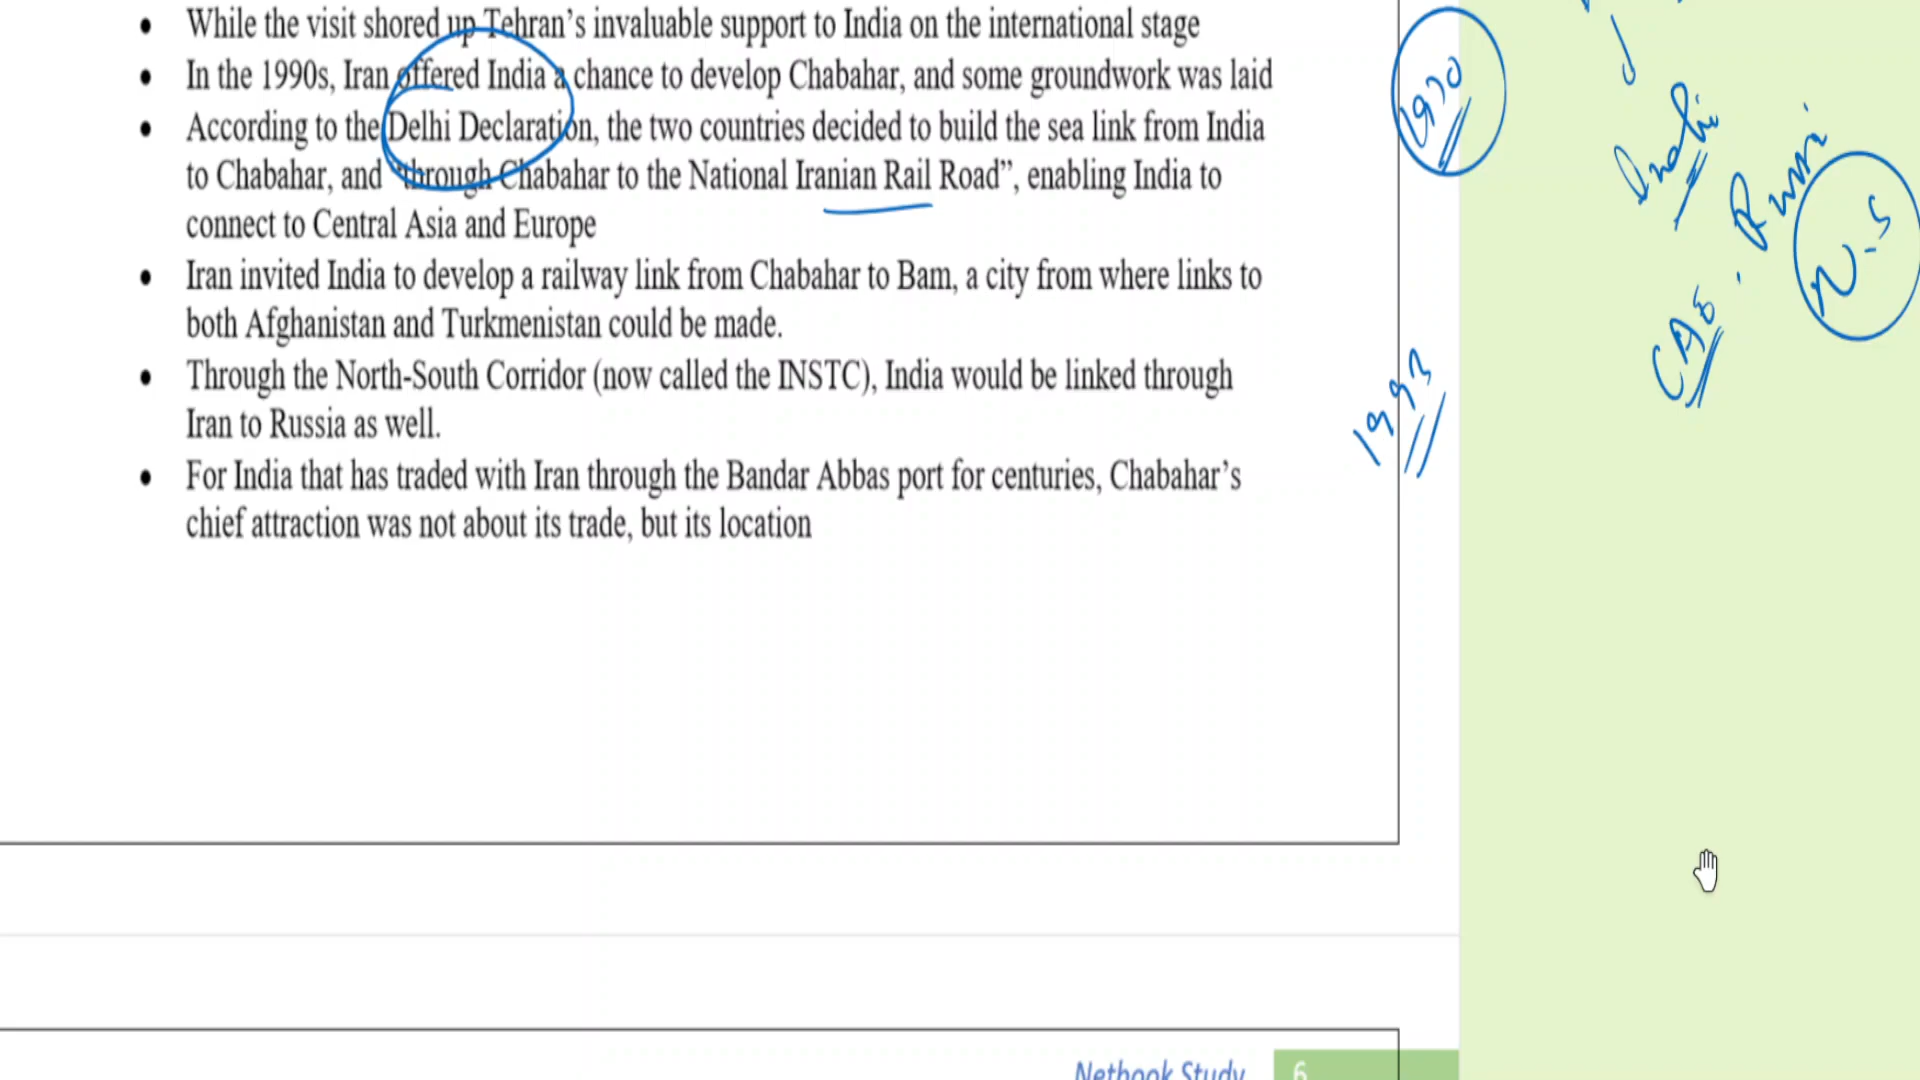 • While the visit shored up Tehran’s invaluable support to India on the international stage
• In the 1990s, Iran offered India a chance to develop Chabahar, and some groundwork was laid
• According to the Delhi Declaration, the two countries decided to build the sea link from India
to Chabahar, and “through Chabahar to the National Iranian Rail Road”, enabling India to
connect to Central Asia and Europe
• Iran invited India to develop a railway link from Chabahar to Bam, a city from where links to
both Afghanistan and Turkmenistan could be made.
• Through the North-South Corridor (now called the INSTC), India would be linked through
Iran to Russia as well.
• For India that has traded with Iran through the Bandar Abbas port for centuries, Chabahar’s
chief attraction was not about its trade, but its location
1970
1993
N-S
Netbook Study 6